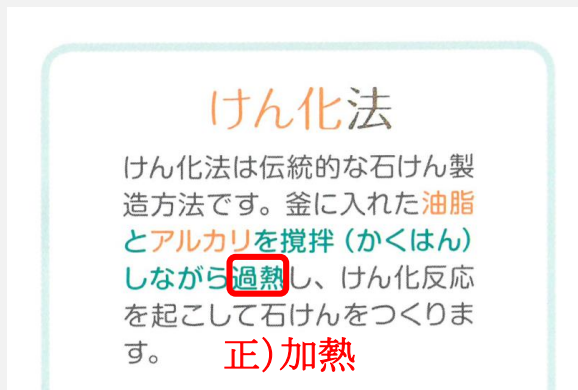 けん化法
けん化法は伝統的な石けん製
造方法です。釜に入れた油脂
とアルカリを撹拌（かくはん）
しながら過熱し、けん化反応
を起こして石けんをつくりま
す。
正)加熱